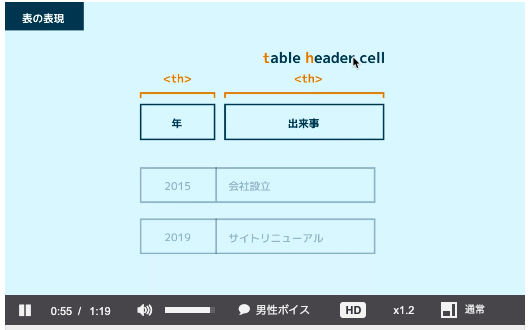 表の表現
table header cell
<th> <th>
年 出来事
2015 会社設立
2019 サイトリニューアル
0:55 / 1:19 男性ボイス HD x1.2 通常